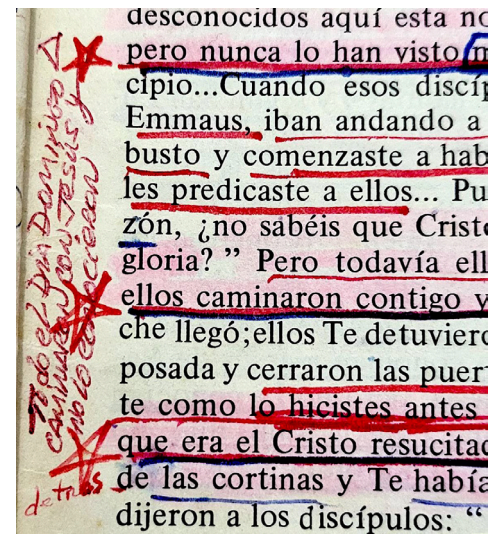 desconocidos aquí esta no
pero nunca lo han visto m
cipio...Cuando esos discíp
Emmaus, iban andando a
busto y comenzaste a hab
les predicaste a ellos... Pu
zón, ¿no sabéis que Crist
gloria? ” Pero todavía ell
ellos caminaron contigo y
che llegó;ellos Te detuviero
posada y cerraron las puer
te como lo hicistes antes
que era el Cristo resucitad
de las cortinas y Te había
dijeron a los discípulos: “
Todo el Dia Domingo
caminaron con Jesús y
no lo conocieron
detras